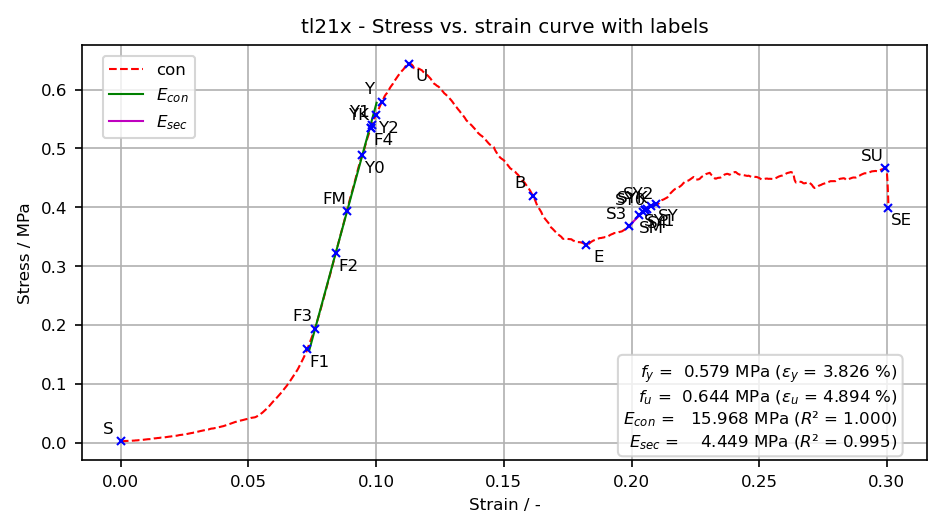 tl21x - Stress vs. strain curve with labels
con
E_con
E_sec
Stress / MPa
0.6
0.5
0.4
0.3
0.2
0.1
0.0
S
F1
F3
F2
FM
Y0
F4
Y2
Y1
Y
U
B
E
S3
SM
SY2
SY1
SY
SU
SE
f_y = 0.579 MPa (ε_y = 3.826 %)
f_u = 0.644 MPa (ε_u = 4.894 %)
E_con = 15.968 MPa (R² = 1.000)
E_sec = 4.449 MPa (R² = 0.995)
0.00 0.05 0.10 0.15 0.20 0.25 0.30
Strain / -